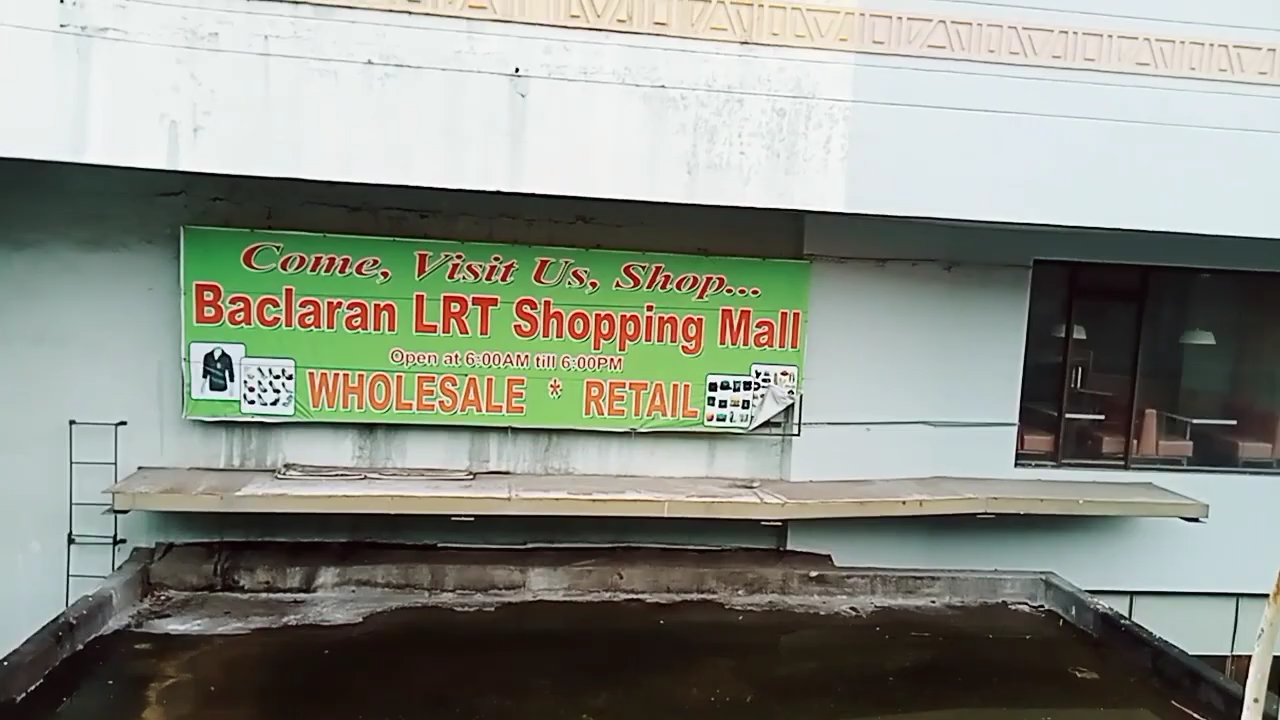 Come, Visit Us, Shop...
Baclaran LRT Shopping Mall
Open at 6:00AM till 6:00PM
WHOLESALE * RETAIL